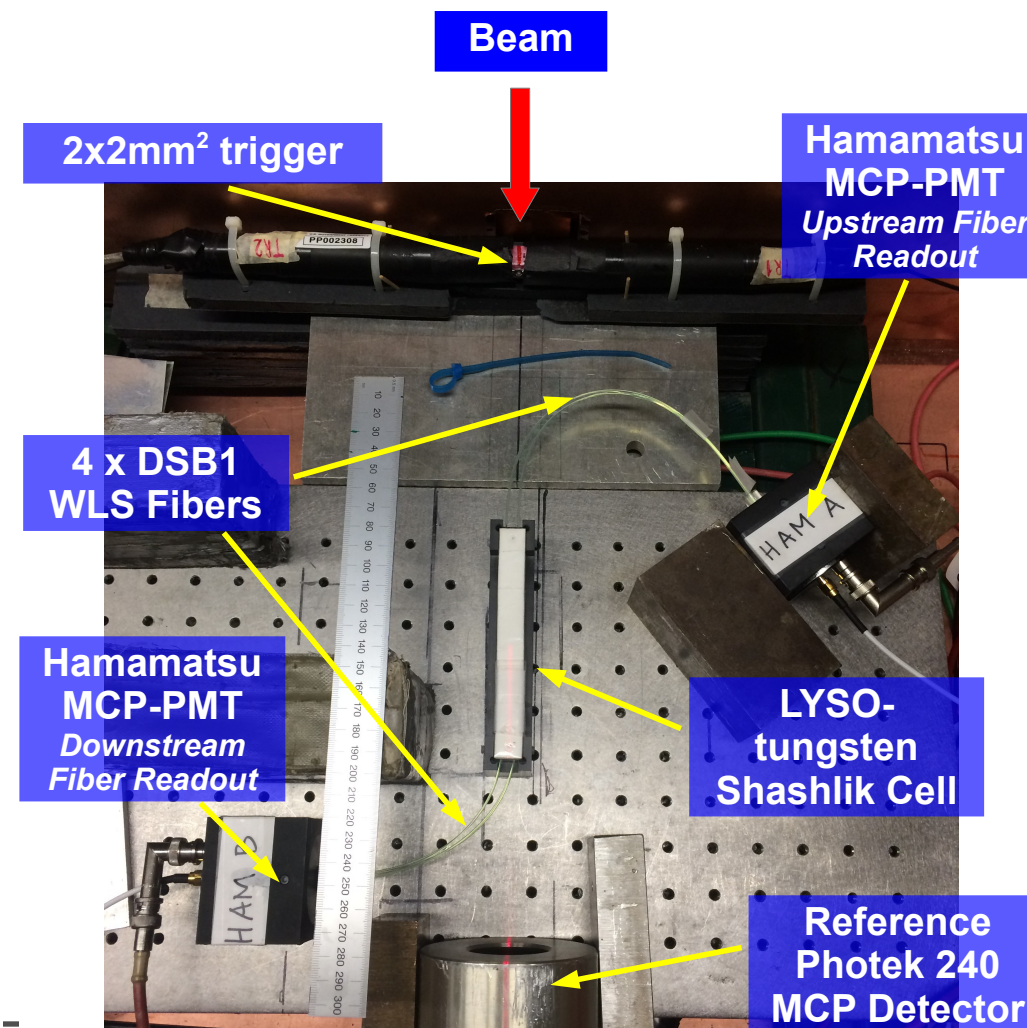 Beam
2x2mm² trigger
Hamamatsu
MCP-PMT
Upstream Fiber
Readout
TR2
PP002308
TR1
4 x DSB1
WLS Fibers
HAM A
10 20 30 40 50 60 70 80 90 100 110 120 130 140 150 160 170 180 190 200 210 220 230 240 250 260 270 280 290 300
Hamamatsu
MCP-PMT
Downstream
Fiber Readout
LYSO-
tungsten
Shashlik Cell
HAM B
Reference
Photek 240
MCP Detector